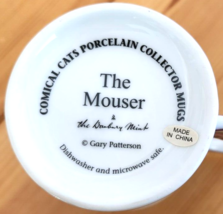 COMICAL CATS PORCELAIN COLLECTOR MUGS
The
Mouser
&
the Danbury Mint
© Gary Patterson
Dishwasher and microwave safe.
MADE
IN CHINA